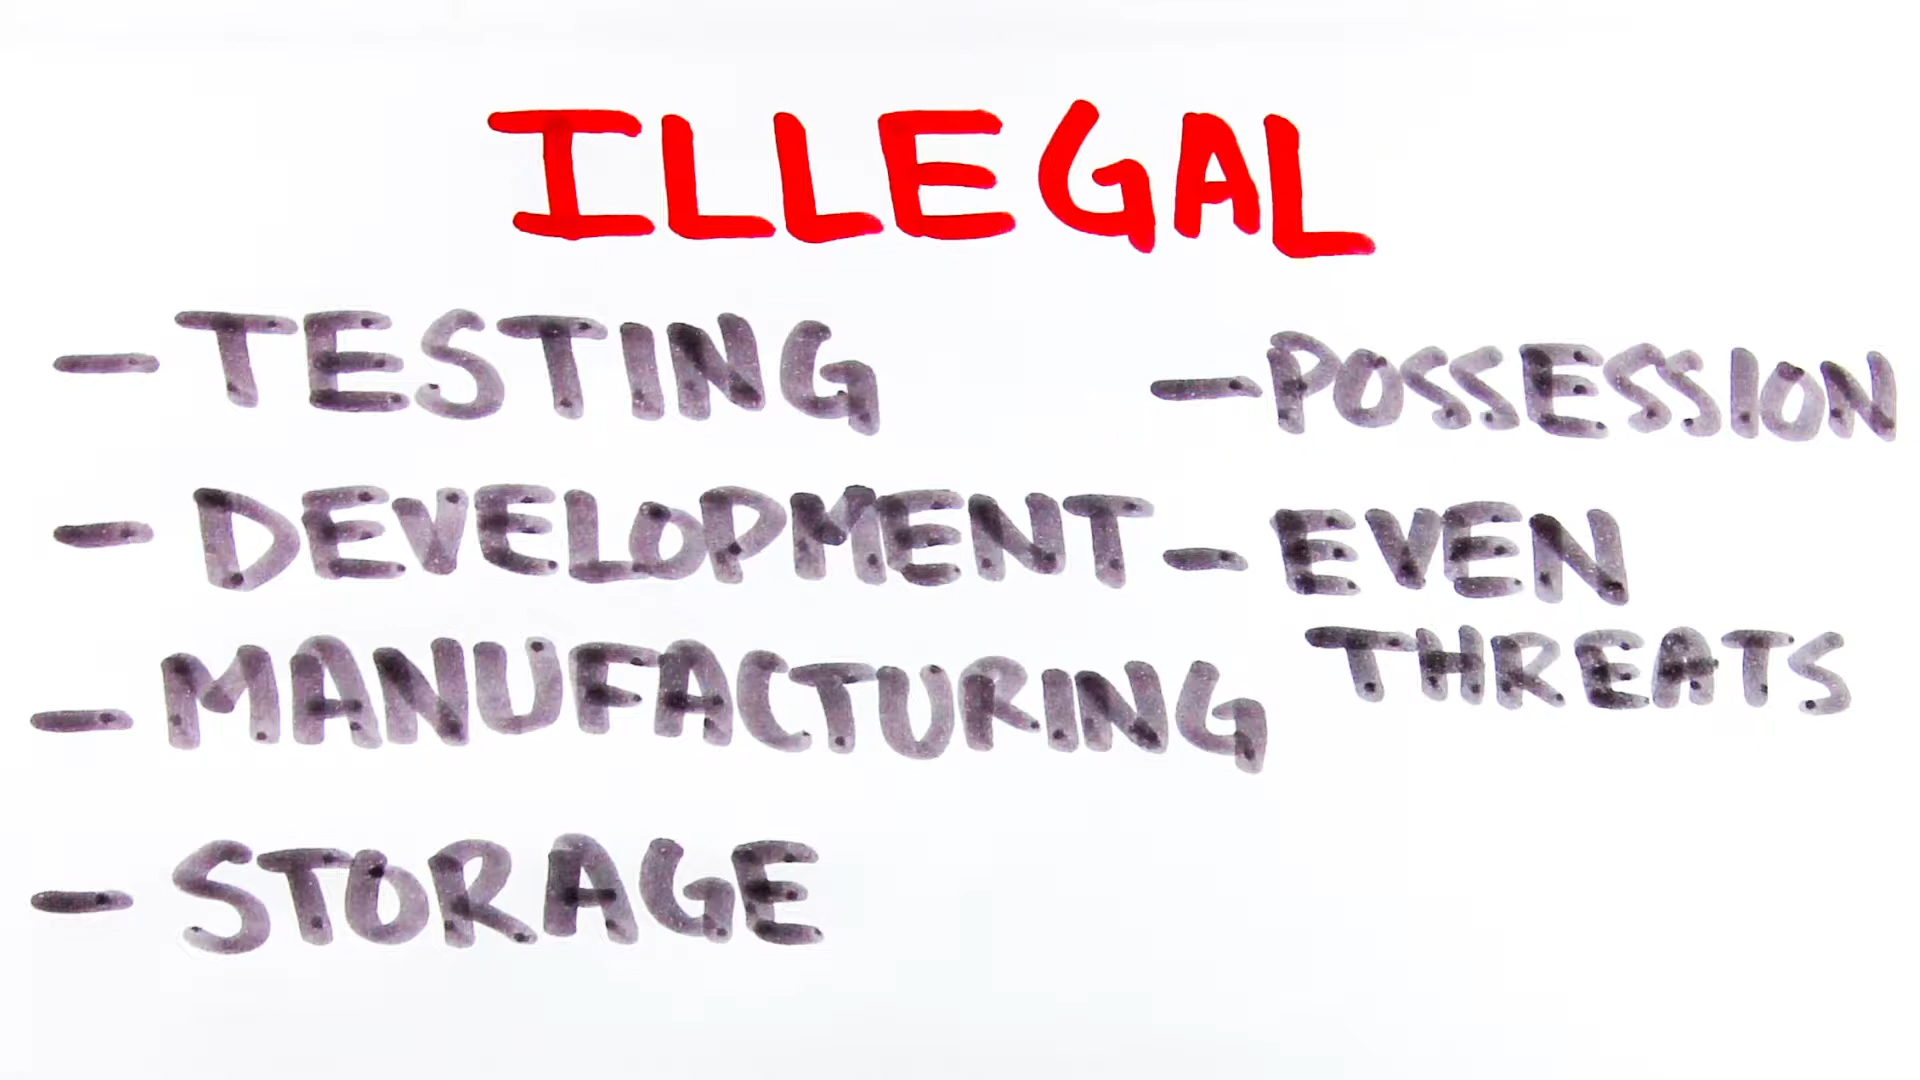 ILLEGAL
- TESTING
- DEVELOPMENT
- MANUFACTURING
- STORAGE
- POSSESSION
- EVEN
THREATS